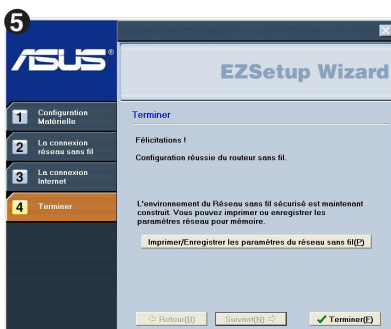 5
ASUS®
EZSetup Wizard
1 Configuration
Matérielle
2 La connexion
réseau sans fil
3 La connexion
Internet
4 Terminer
Terminer
Félicitations !
Configuration réussie du routeur sans fil.
L'environnement du Réseau sans fil sécurisé est maintenant
construit. Vous pouvez imprimer ou enregistrer les
paramètres réseau pour mémoire.
Imprimer/Enregistrer les paramètres du réseau sans fil(P)
Retour(B)
Suivant(N)
Terminer(F)